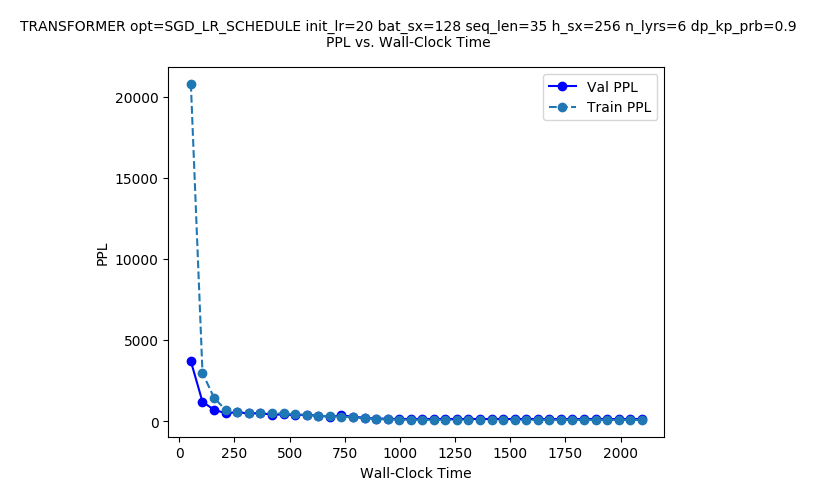 TRANSFORMER opt=SGD_LR_SCHEDULE init_lr=20 bat_sx=128 seq_len=35 h_sx=256 n_lyrs=6 dp_kp_prb=0.9
PPL vs. Wall-Clock Time
Val PPL
Train PPL
20000
15000
10000
5000
0
PPL
0 250 500 750 1000 1250 1500 1750 2000
Wall-Clock Time